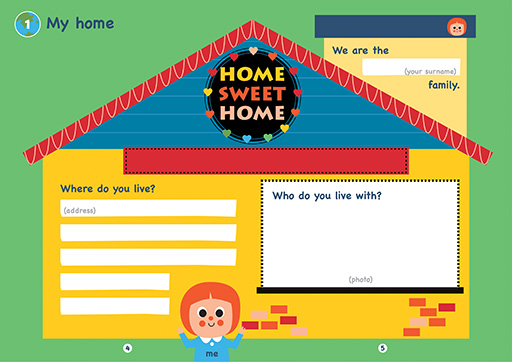 1 My home
HOME
SWEET
HOME
We are the
(your surname)
family.
Where do you live?
(address)
Who do you live with?
(photo)
me
4
5